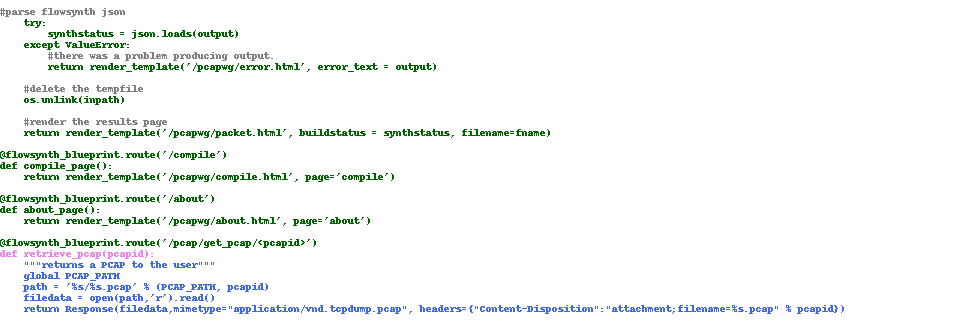 #parse flowsynth json
    try:
        synthstatus = json.loads(output)
    except ValueError:
        #there was a problem producing output.
        return render_template('/pcapwg/error.html', error_text = output)

    #delete the tempfile
    os.unlink(inpath)

    #render the results page
    return render_template('/pcapwg/packet.html', buildstatus = synthstatus, filename=fname)

@flowsynth_blueprint.route('/compile')
def compile_page():
    return render_template('/pcapwg/compile.html', page='compile')

@flowsynth_blueprint.route('/about')
def about_page():
    return render_template('/pcapwg/about.html', page='about')

@flowsynth_blueprint.route('/pcap/get_pcap/<pcapid>')
def retrieve_pcap(pcapid):
    """returns a PCAP to the user"""
    global PCAP_PATH
    path = '%s/%s.pcap' % (PCAP_PATH, pcapid)
    filedata = open(path,'r').read()
    return Response(filedata,mimetype="application/vnd.tcpdump.pcap", headers={"Content-Disposition":"attachment;filename=%s.pcap" % pcapid})